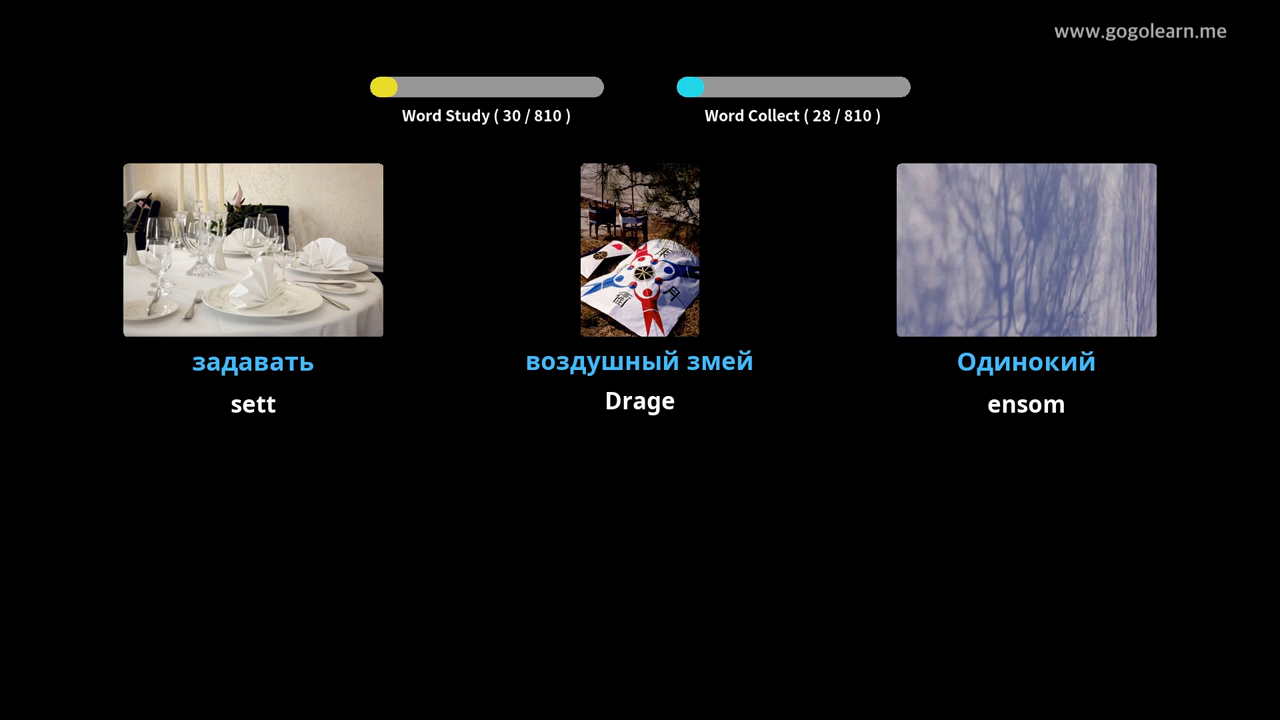 www.gogolearn.me
Word Study ( 30 / 810 )
Word Collect ( 28 / 810 )
задавать
воздушный змей
Одинокий
sett
Drage
ensom